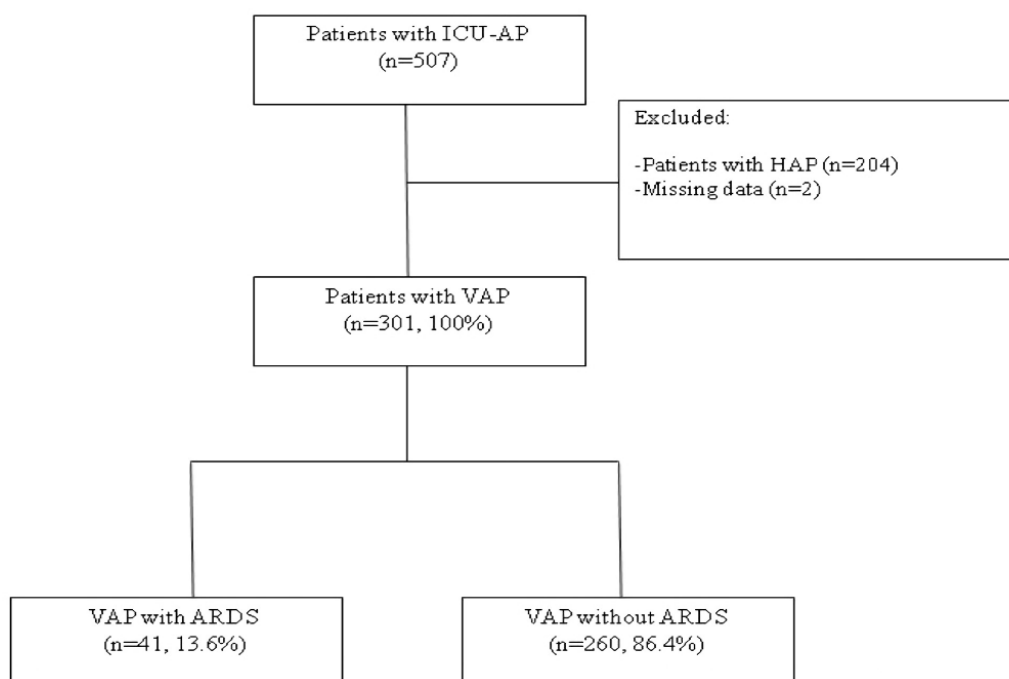 Patients with ICU-AP
(n=507)
Excluded:
-Patients with HAP (n=204)
-Missing data (n=2)
Patients with VAP
(n=301, 100%)
VAP with ARDS
(n=41, 13.6%)
VAP without ARDS
(n=260, 86.4%)